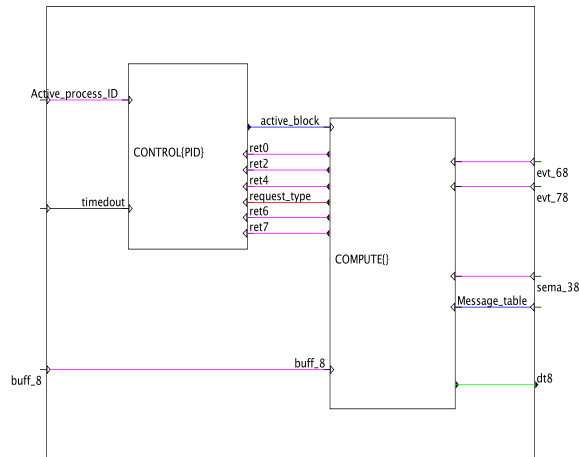 Active_process_ID
active_block
ret0
CONTROL{PID}
ret2
evt_68
ret4
request_type
evt_78
timedout
ret6
ret7
COMPUTE{}
sema_38
Message_table
buff_8
buff_8
dt8